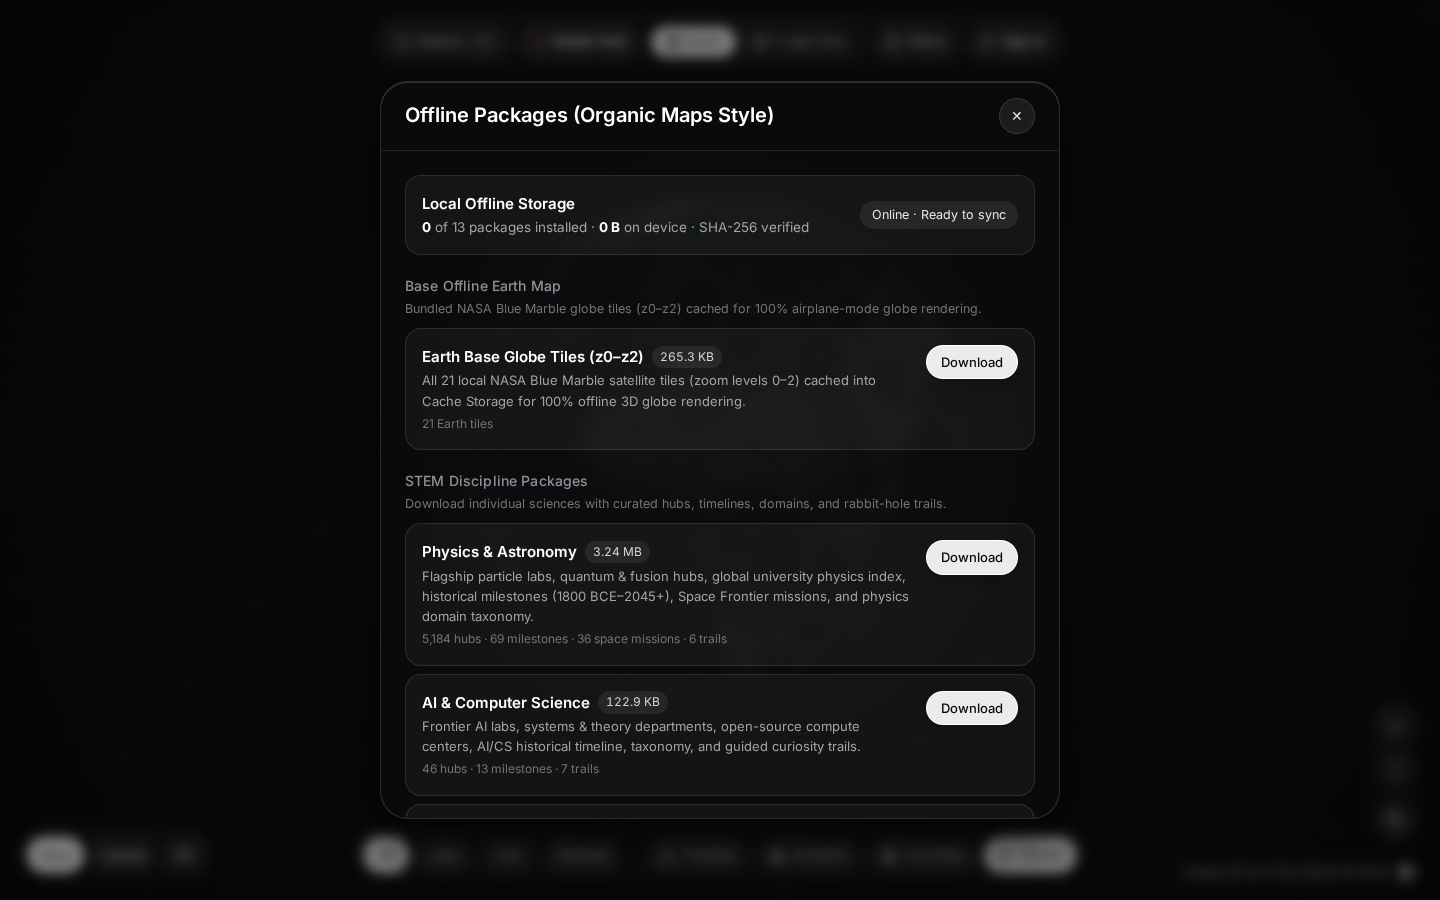 Offline Packages (Organic Maps Style)
×
Local Offline Storage
0 of 13 packages installed · 0 B on device · SHA-256 verified
Online · Ready to sync
Base Offline Earth Map
Bundled NASA Blue Marble globe tiles (z0–z2) cached for 100% airplane-mode globe rendering.
Earth Base Globe Tiles (z0–z2) 265.3 KB
Download
All 21 local NASA Blue Marble satellite tiles (zoom levels 0–2) cached into
Cache Storage for 100% offline 3D globe rendering.
21 Earth tiles
STEM Discipline Packages
Download individual sciences with curated hubs, timelines, domains, and rabbit-hole trails.
Physics & Astronomy 3.24 MB
Download
Flagship particle labs, quantum & fusion hubs, global university physics index,
historical milestones (1800 BCE–2045+), Space Frontier missions, and physics
domain taxonomy.
5,184 hubs · 69 milestones · 36 space missions · 6 trails
AI & Computer Science 122.9 KB
Download
Frontier AI labs, systems & theory departments, open-source compute
centers, AI/CS historical timeline, taxonomy, and guided curiosity trails.
46 hubs · 13 milestones · 7 trails